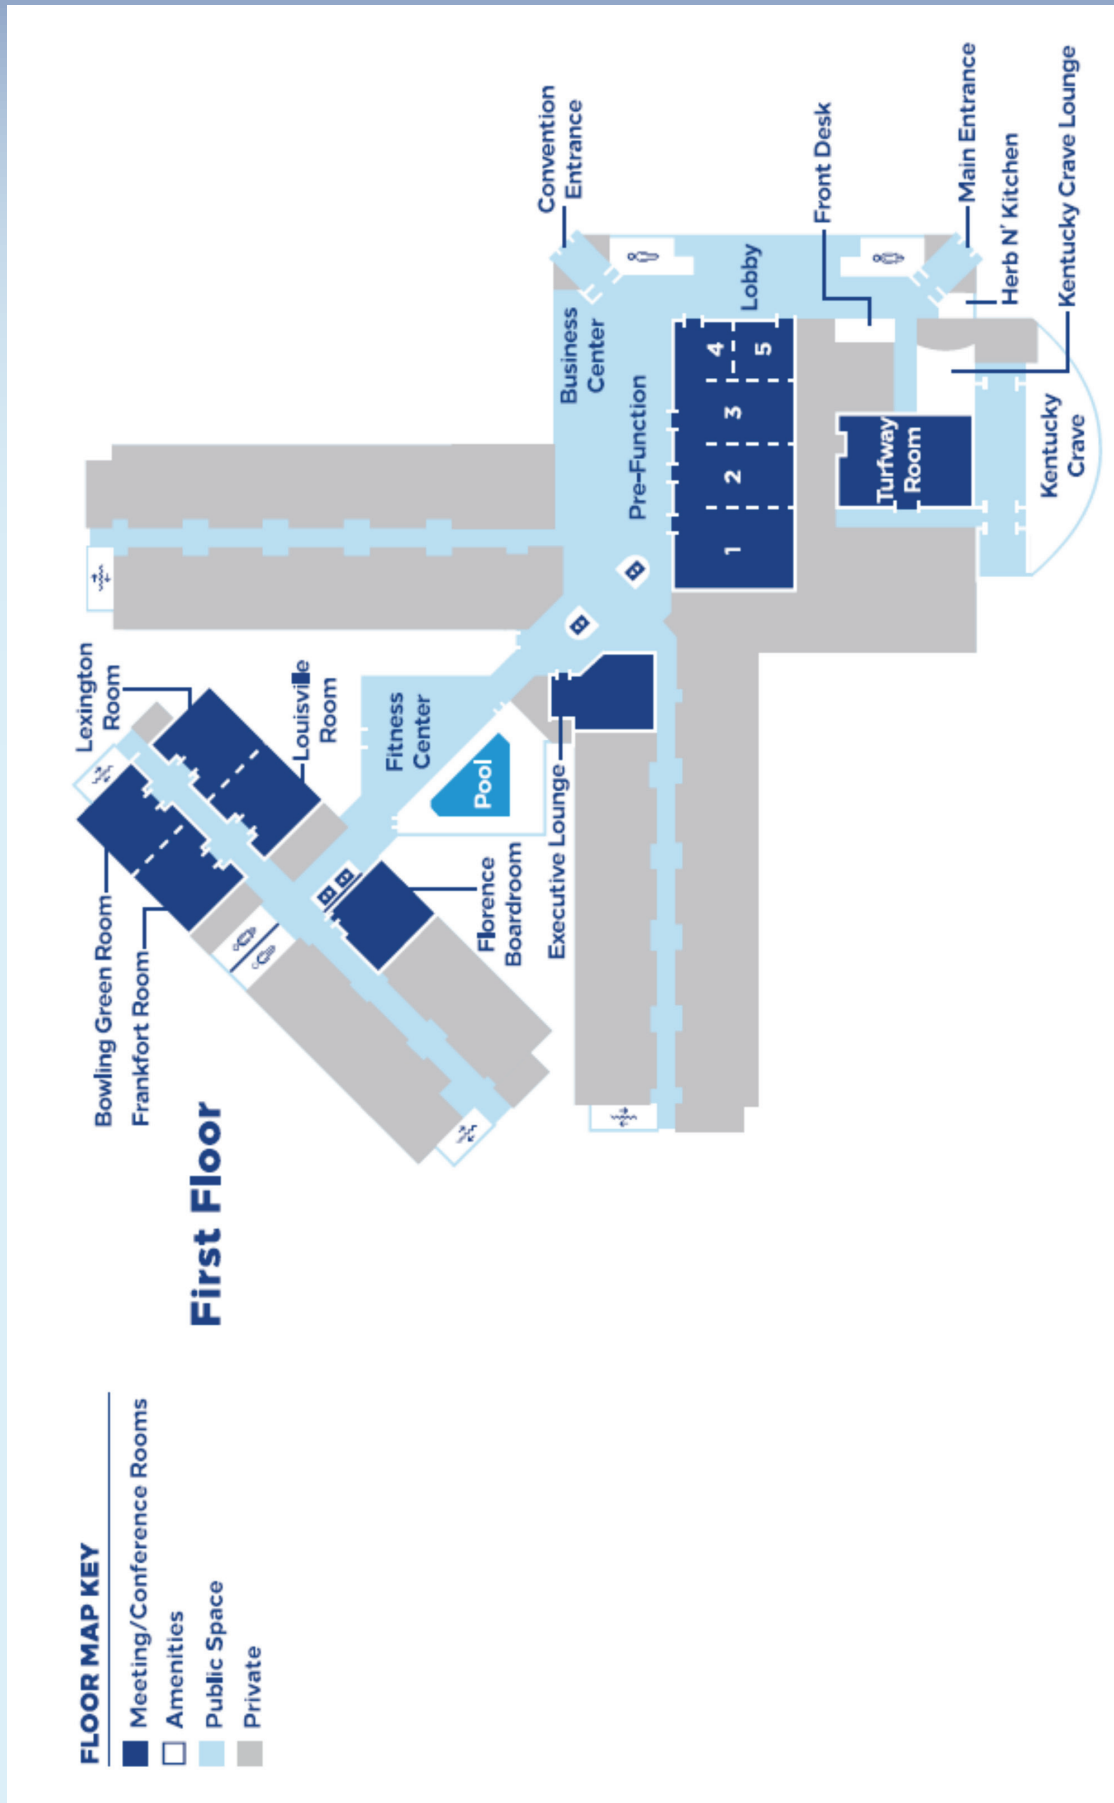 First Floor
FLOOR MAP KEY
Meeting/Conference Rooms
Amenities
Public Space
Private
Bowling Green Room
Frankfort Room
Lexington
Room
Louisville
Room
Fitness
Center
Pool
Florence
Boardroom
Executive Lounge
Convention
Entrance
Business
Center
Pre-Function
Lobby
1
2
3
4
5
Front Desk
Turfway
Room
Main Entrance
Herb N' Kitchen
Kentucky Crave Lounge
Kentucky
Crave